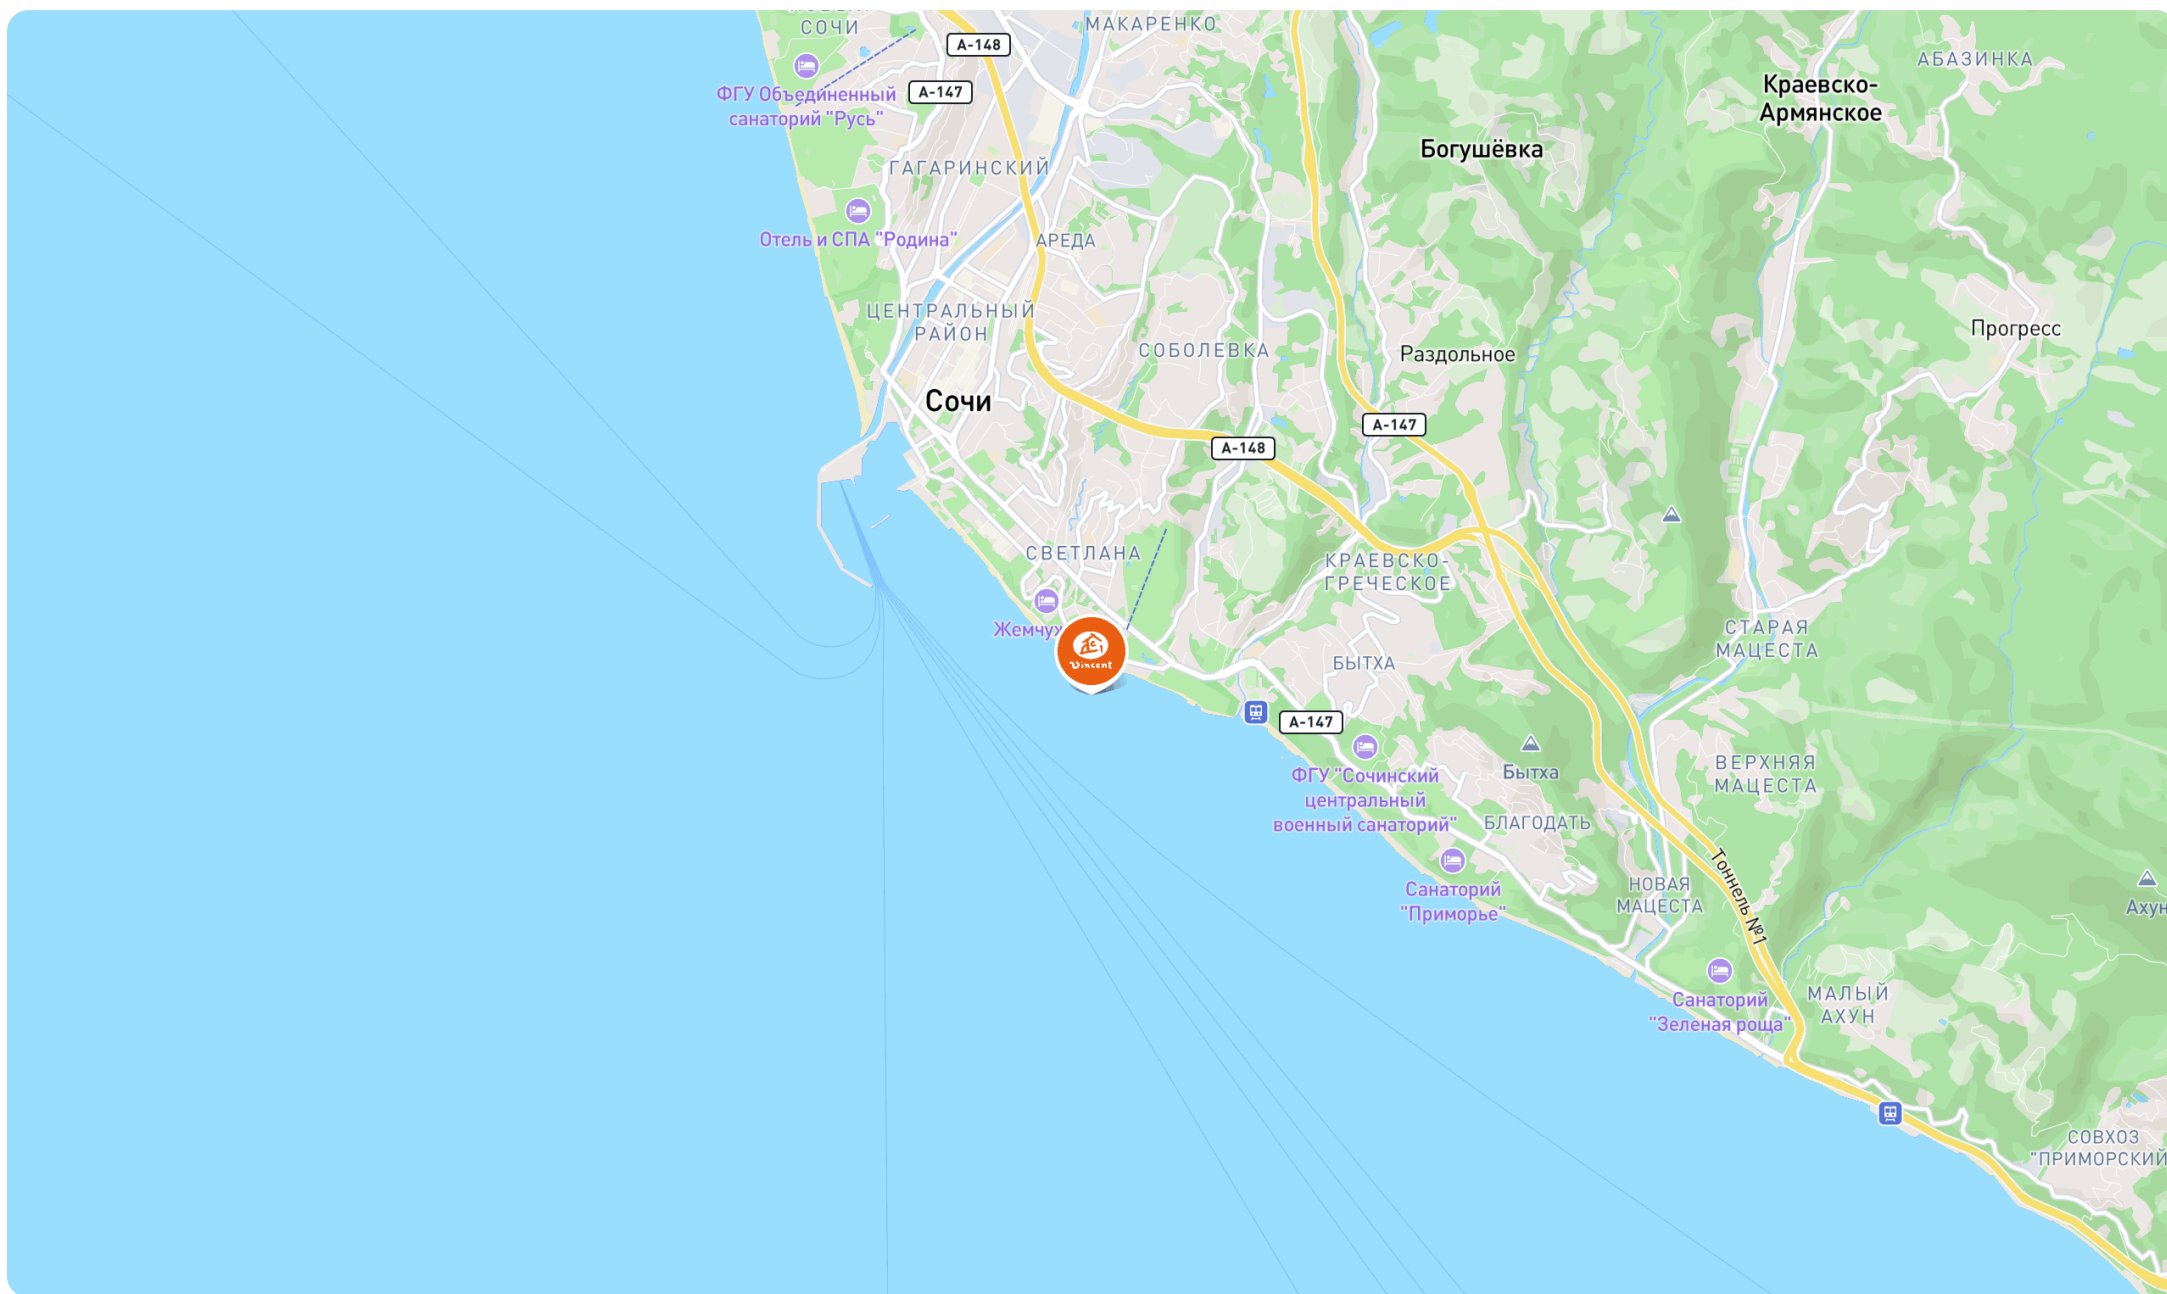 СОЧИ
МАКАРЕНКО
А-148
АБАЗИНКА
ФГУ Объединенный
санаторий "Русь"
А-147
Краевско-
Армянское
Богушёвка
ГАГАРИНСКИЙ
Отель и СПА "Родина"
АРЕДА
ЦЕНТРАЛЬНЫЙ
РАЙОН
Прогресс
СОБОЛЕВКА
Раздольное
Сочи
А-147
А-148
СВЕТЛАНА
КРАЕВСКО-
ГРЕЧЕСКОЕ
Жемчуж
Vincent
СТАРАЯ
МАЦЕСТА
БЫТХА
А-147
ФГУ "Сочинский
центральный
военный санаторий"
Бытха
ВЕРХНЯЯ
МАЦЕСТА
БЛАГОДАТЬ
Санаторий
"Приморье"
НОВАЯ
МАЦЕСТА
Тоннель №1
Ахун
Санаторий
"Зеленая роща"
МАЛЫЙ
АХУН
СОВХОЗ
"ПРИМОРСКИЙ